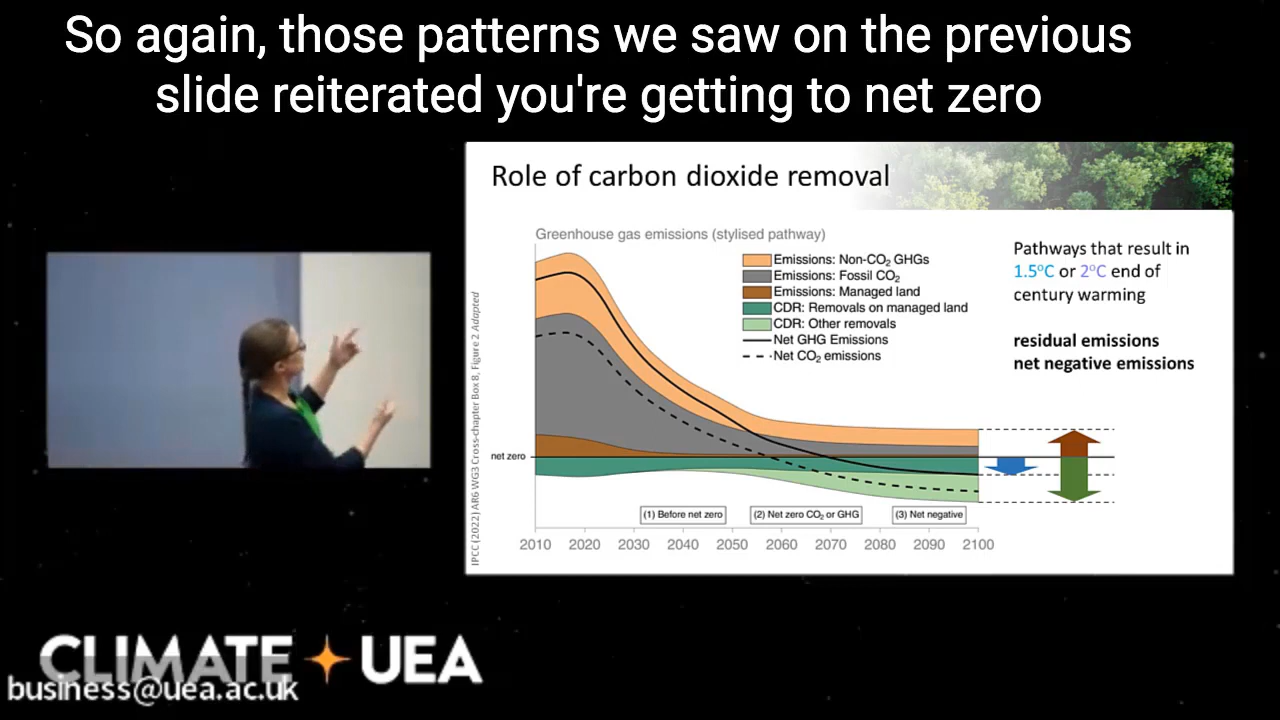 So again, those patterns we saw on the previous
slide reiterated you're getting to net zero
Role of carbon dioxide removal
Greenhouse gas emissions (stylised pathway)
Emissions: Non-CO₂ GHGs
Emissions: Fossil CO₂
Emissions: Managed land
CDR: Removals on managed land
CDR: Other removals
Net GHG Emissions
Net CO₂ emissions
Pathways that result in
1.5°C or 2°C end of
century warming
residual emissions
net negative emissions
IPCC (2022) AR6 WG3 Cross-chapter Box 8, Figure 2 Adapted
net zero
(1) Before net zero
(2) Net zero CO₂ or GHG
(3) Net negative
2010 2020 2030 2040 2050 2060 2070 2080 2090 2100
CLIMATE UEA
business@uea.ac.uk